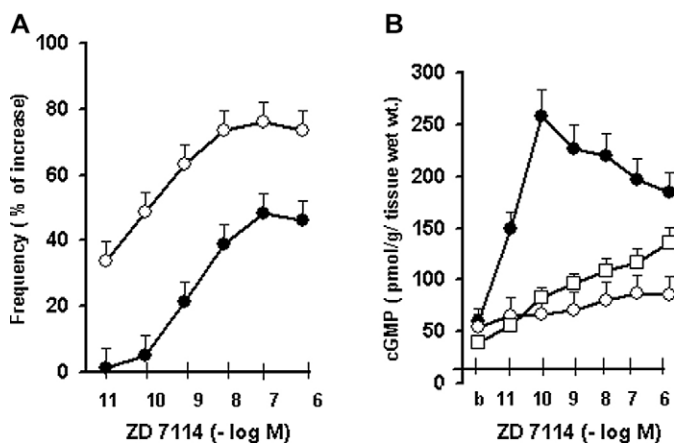 A
Frequency ( % of increase)
100
80
60
40
20
0
11 10 9 8 7 6
ZD 7114 (- log M)
B
cGMP ( pmol/g/ tissue wet wt.)
300
250
200
150
100
50
0
b 11 10 9 8 7 6
ZD 7114 (- log M)